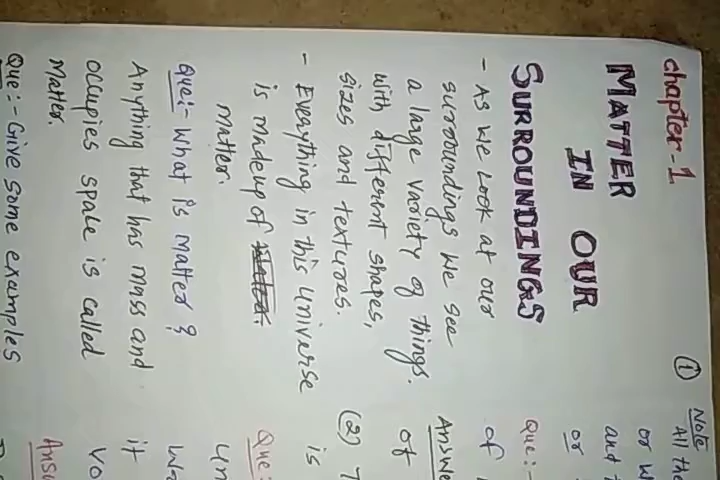 chapter-1
MATTER
IN OUR
SURROUNDINGS
- As we look at our
surroundings we see
a large variety of things.
with different shapes,
sizes and textures.
- Everything in this universe
is madeup of
matter.
Que:- What is matter?
Anything that has mass and
occupies space is called
Matter.
Que:- Give some examples
① Note
All the
or
and
or
Que:-
of
Answe
of
(2)
is
Que:
un
it
Vo
Ansu